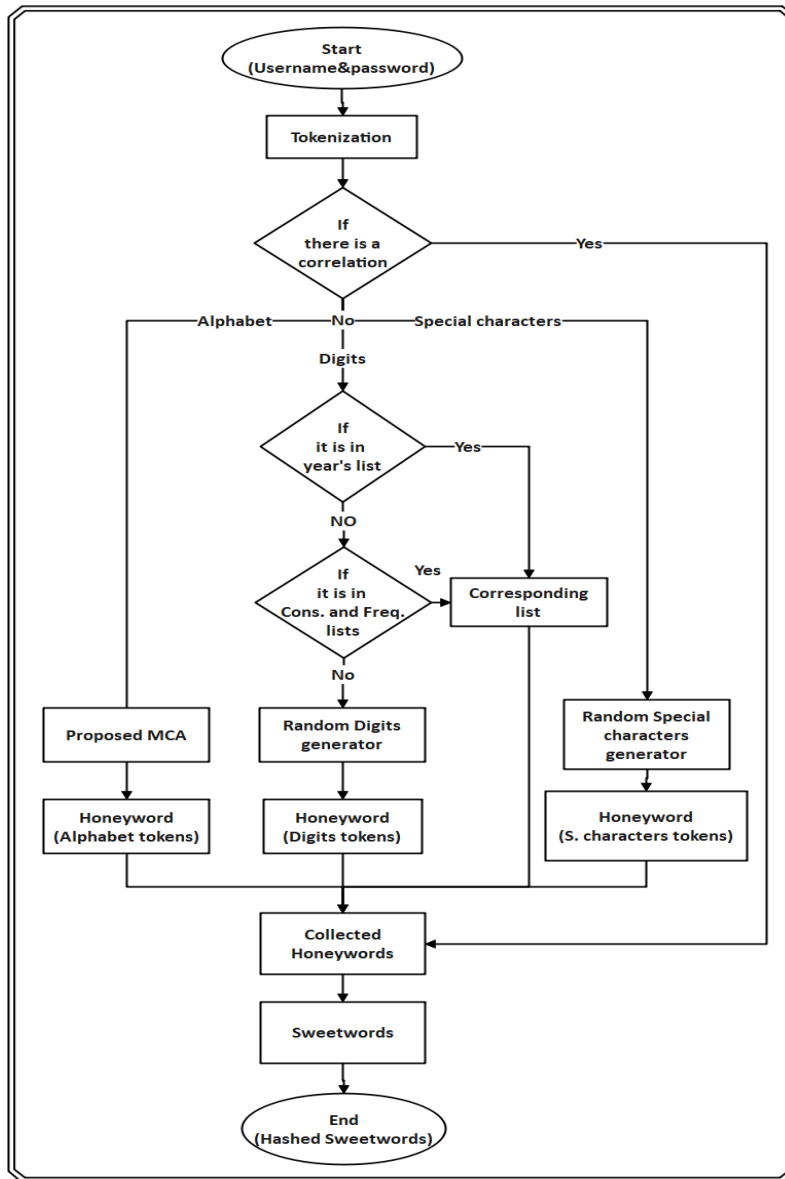 Start
(Username&password)
Tokenization
If
there is a
correlation
Yes
Alphabet
No
Special characters
Digits
If
it is in
year's list
Yes
NO
If
it is in
Cons. and Freq.
lists
Yes
Corresponding
list
No
Proposed MCA
Random Digits
generator
Random Special
characters
generator
Honeyword
(Alphabet tokens)
Honeyword
(Digits tokens)
Honeyword
(S. characters tokens)
Collected
Honeywords
Sweetwords
End
(Hashed Sweetwords)